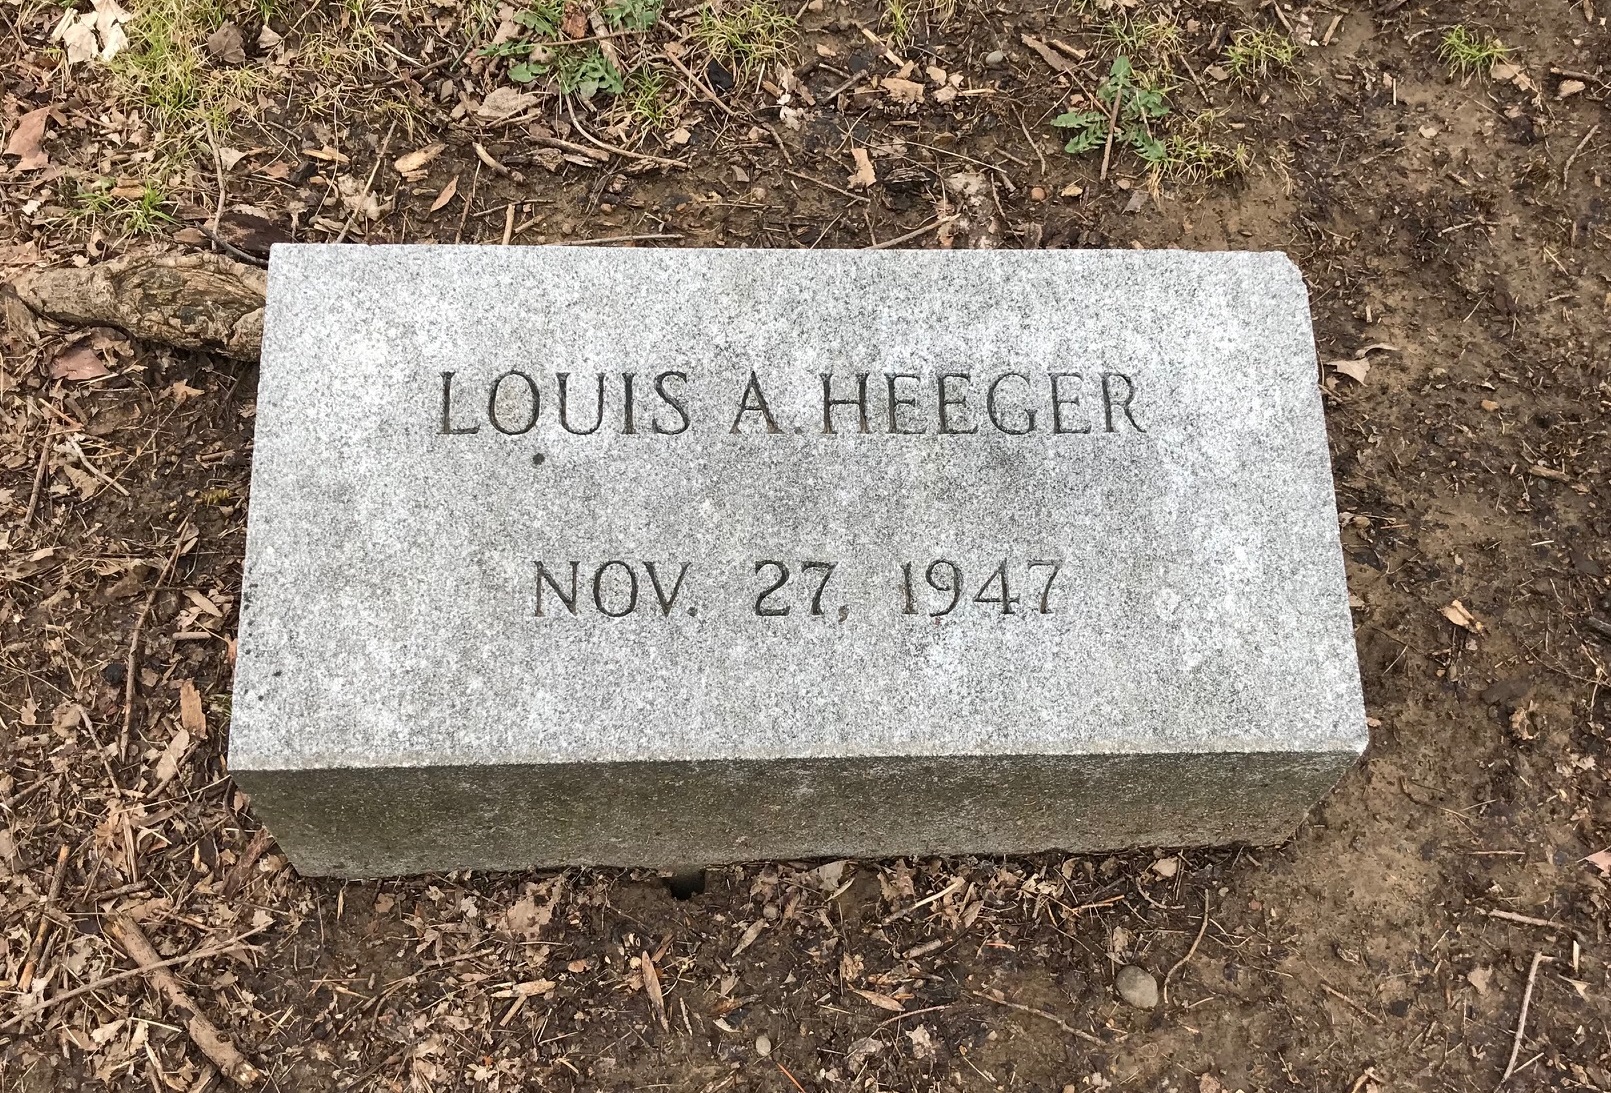 LOUIS A. HEEGER
NOV. 27, 1947